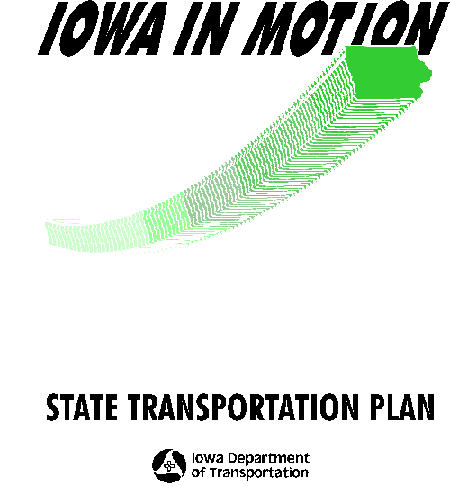 IOWA IN MOTION
STATE TRANSPORTATION PLAN
Iowa Department
of Transportation